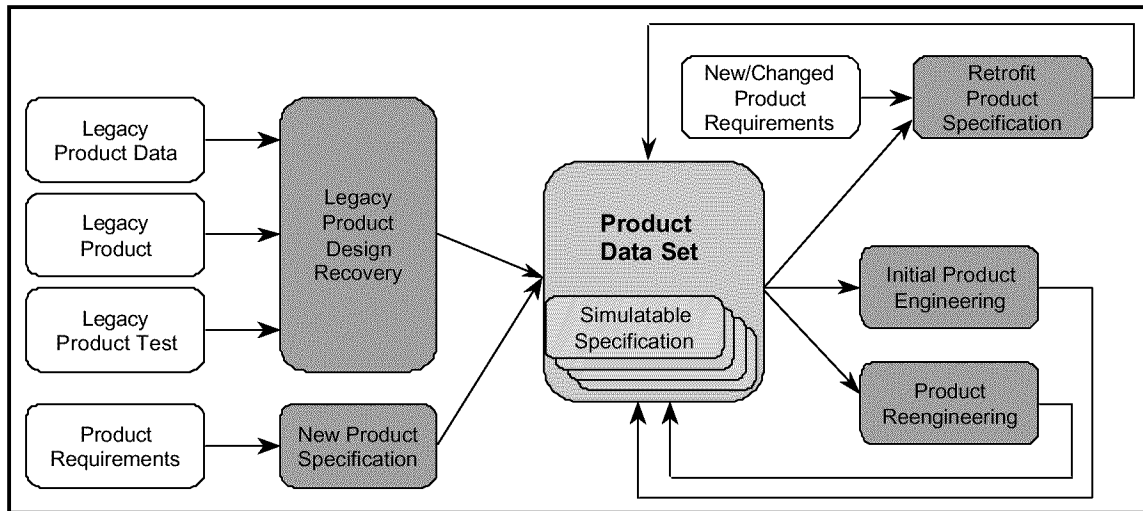 Legacy
Product Data
Legacy
Product
Legacy
Product Test
Product
Requirements
Legacy
Product
Design
Recovery
New Product
Specification
Product
Data Set
Simulatable
Specification
New/Changed
Product
Requirements
Retrofit
Product
Specification
Initial Product
Engineering
Product
Reengineering